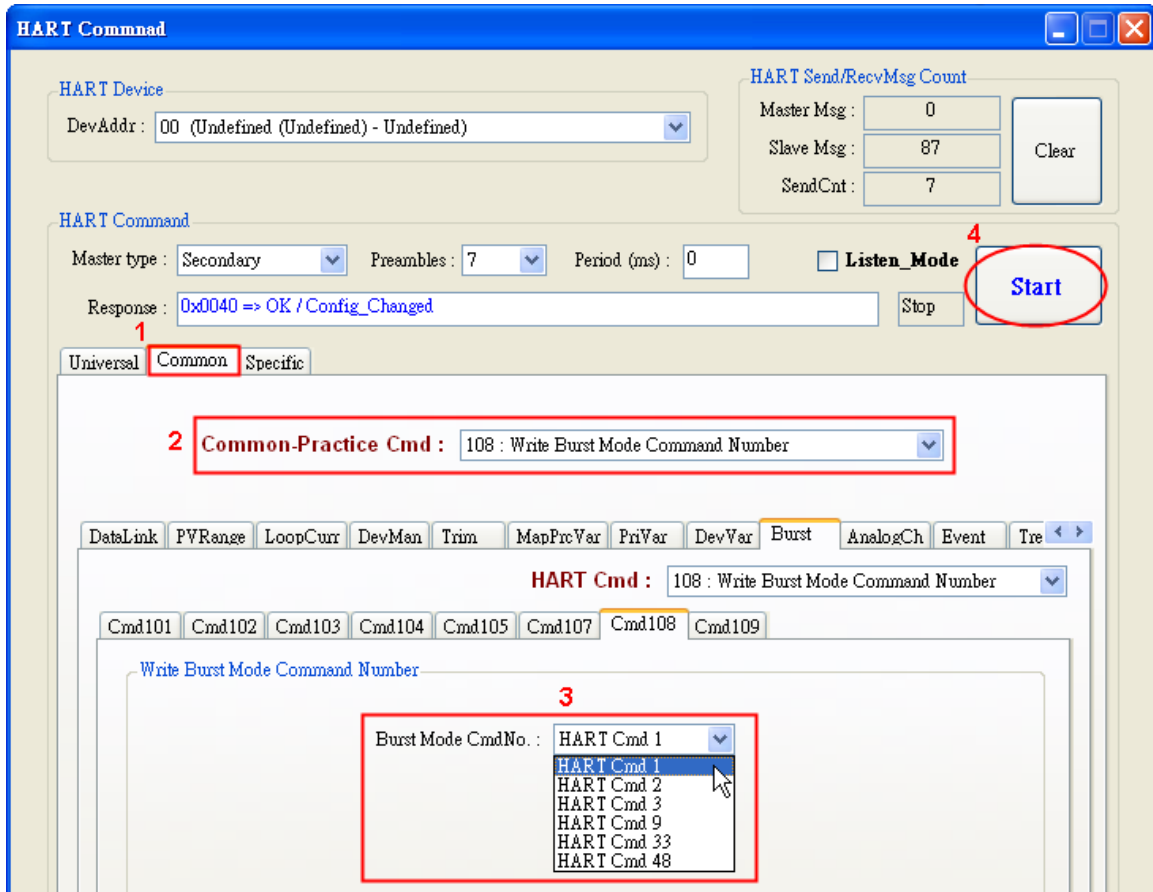 HART Commnad
HART Device
DevAddr : 00 (Undefined (Undefined) - Undefined)
HART Send/RecvMsg Count
Master Msg : 0
Slave Msg : 87
SendCnt : 7
Clear
HART Command
Master type : Secondary Preambles : 7 Period (ms) : 0 Listen_Mode
4
Start
Response : 0x0040 => OK / Config_Changed Stop
1
Universal Common Specific
2 Common-Practice Cmd : 108 : Write Burst Mode Command Number
DataLink PVRange LoopCurr DevMan Trim MapPrcVar PriVar DevVar Burst AnalogCh Event Tre
HART Cmd : 108 : Write Burst Mode Command Number
Cmd101 Cmd102 Cmd103 Cmd104 Cmd105 Cmd107 Cmd108 Cmd109
Write Burst Mode Command Number
3
Burst Mode CmdNo. : HART Cmd 1
HART Cmd 1
HART Cmd 2
HART Cmd 3
HART Cmd 9
HART Cmd 33
HART Cmd 48